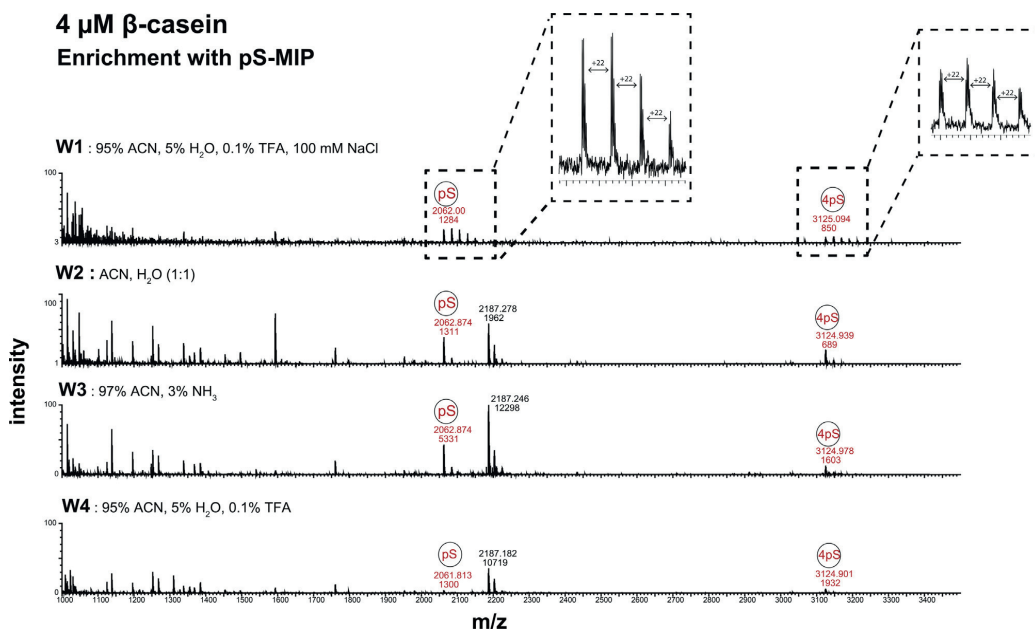 4 µM β-casein
Enrichment with pS-MIP
+22
+22
+22
+22
+22
+22
W1 : 95% ACN, 5% H₂O, 0.1% TFA, 100 mM NaCl
100
3
pS
2062.00
1284
4pS
3125.094
850
W2 : ACN, H₂O (1:1)
100
1
pS
2062.874
1311
2187.278
1962
4pS
3124.939
689
W3 : 97% ACN, 3% NH₃
100
0
pS
2062.874
5331
2187.246
12298
4pS
3124.978
1603
W4 : 95% ACN, 5% H₂O, 0.1% TFA
100
0
pS
2061.813
1300
2187.182
10719
4pS
3124.901
1932
1000 1100 1200 1300 1400 1500 1600 1700 1800 1900 2000 2100 2200 2300 2400 2500 2600 2700 2800 2900 3000 3100 3200 3300 3400
intensity
m/z